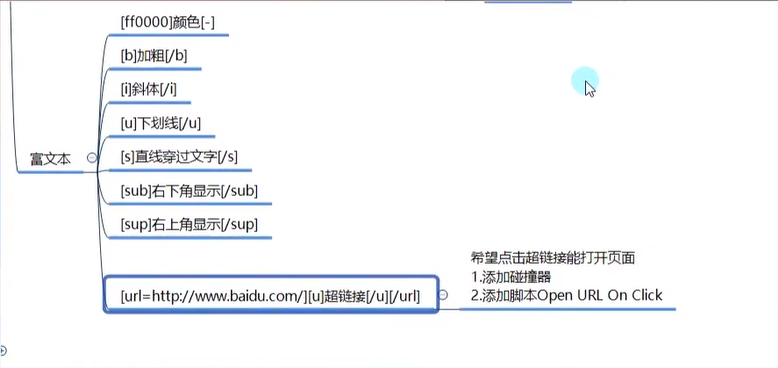 [ff0000]颜色[-]
[b]加粗[/b]
[i]斜体[/i]
[u]下划线[/u]
富文本
[s]直线穿过文字[/s]
[sub]右下角显示[/sub]
[sup]右上角显示[/sup]
[url=http://www.baidu.com/][u]超链接[/u][/url]
希望点击超链接能打开页面
1.添加碰撞器
2.添加脚本Open URL On Click